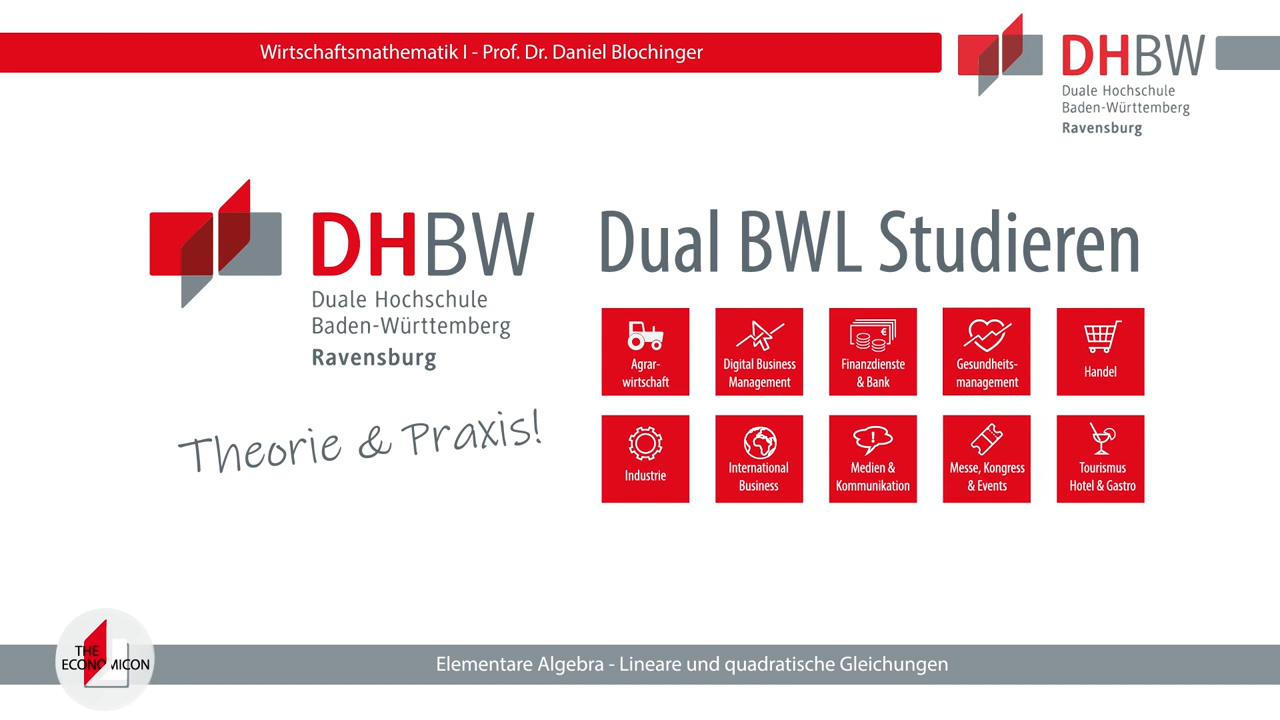 Wirtschaftsmathematik I - Prof. Dr. Daniel Blochinger
DHBW
Duale Hochschule
Baden-Württemberg
Ravensburg
DHBW
Duale Hochschule
Baden-Württemberg
Ravensburg
Theorie & Praxis!
Dual BWL Studieren
Agrar-
wirtschaft
Digital Business
Management
Finanzdienste
& Bank
Gesundheits-
management
Handel
Industrie
International
Business
Medien &
Kommunikation
Messe, Kongress
& Events
Tourismus
Hotel & Gastro
THE
ECONOMICON
Elementare Algebra - Lineare und quadratische Gleichungen